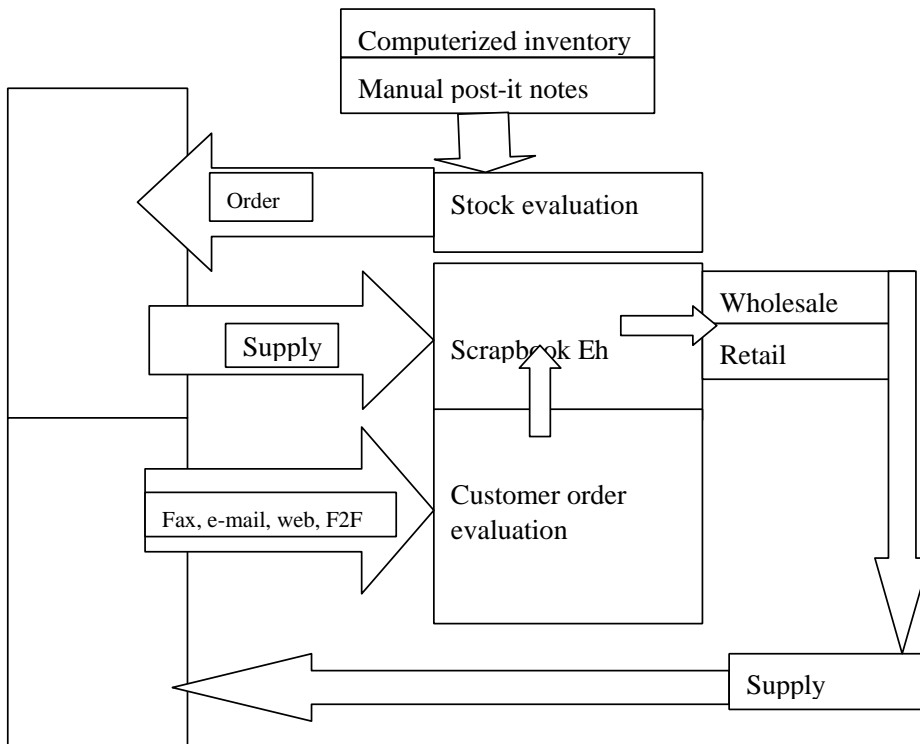 Computerized inventory
Manual post-it notes
Order
Stock evaluation
Supply
Scrapbook Eh
Wholesale
Retail
Fax, e-mail, web, F2F
Customer order
evaluation
Supply